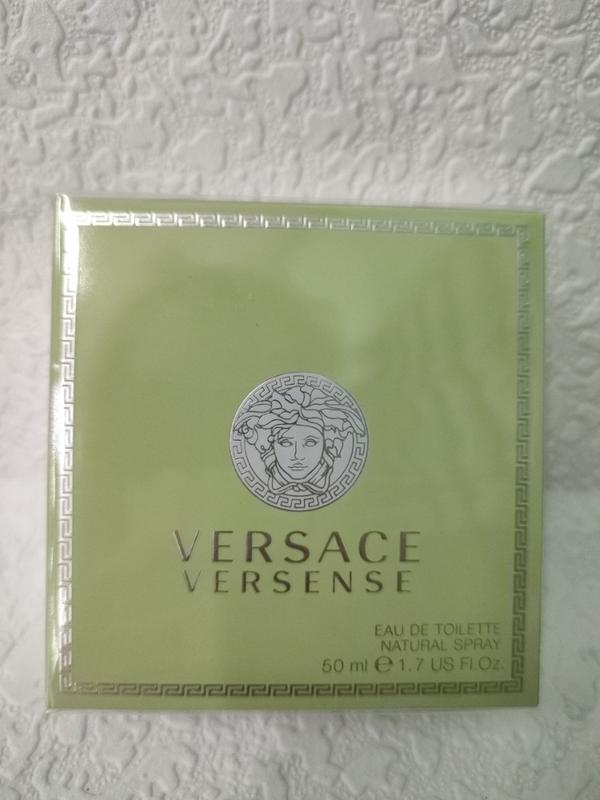 VERSACE
VERSENSE
EAU DE TOILETTE
NATURAL SPRAY
50 ml ℮ 1.7 US Fl.Oz.